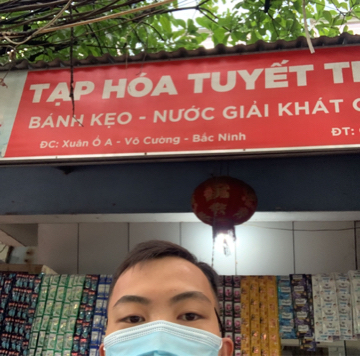 TẠP HÓA TUYẾT
BÁNH KẸO - NƯỚC GIẢI KHÁT
ĐC: Xuân Ổ A - Võ Cường - Bắc Ninh
ĐT: